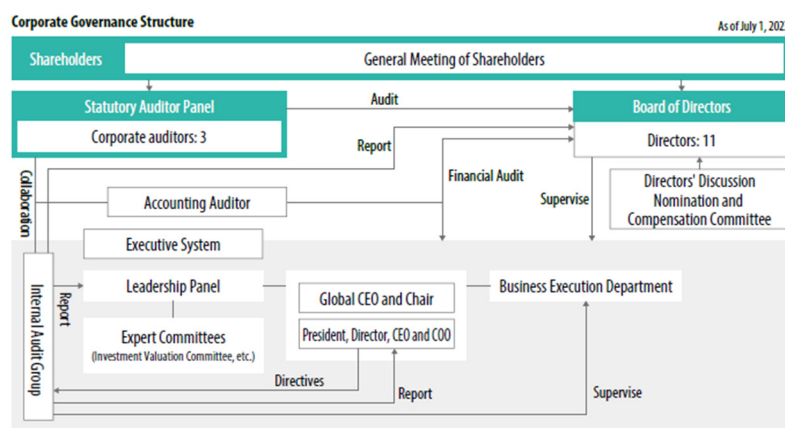 Corporate Governance Structure
As of July 1, 202
Shareholders
General Meeting of Shareholders
Statutory Auditor Panel
Audit
Board of Directors
Corporate auditors: 3
Report
Directors: 11
Collaboration
Financial Audit
Accounting Auditor
Supervise
Directors' Discussion
Nomination and
Compensation Committee
Executive System
Internal Audit Group
Report
Leadership Panel
Global CEO and Chair
Business Execution Department
Expert Committees
(Investment Valuation Committee, etc.)
President, Director, CEO and COO
Directives
Report
Supervise